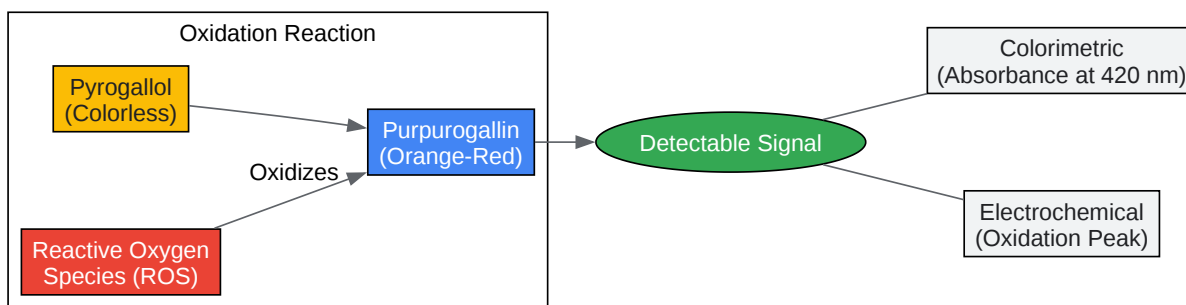 Oxidation Reaction
Pyrogallol
(Colorless)
Purpurogallin
(Orange-Red)
Oxidizes
Reactive Oxygen
Species (ROS)
Detectable Signal
Colorimetric
(Absorbance at 420 nm)
Electrochemical
(Oxidation Peak)